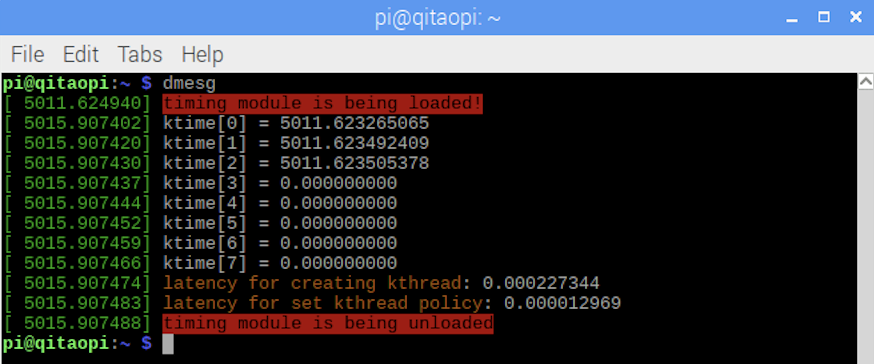 pi@qitaopi: ~
File Edit Tabs Help
pi@qitaopi:~ $ dmesg
[ 5011.624940] timing module is being loaded!
[ 5015.907402] ktime[0] = 5011.623265065
[ 5015.907420] ktime[1] = 5011.623492409
[ 5015.907430] ktime[2] = 5011.623505378
[ 5015.907437] ktime[3] = 0.000000000
[ 5015.907444] ktime[4] = 0.000000000
[ 5015.907452] ktime[5] = 0.000000000
[ 5015.907459] ktime[6] = 0.000000000
[ 5015.907466] ktime[7] = 0.000000000
[ 5015.907474] latency for creating kthread: 0.000227344
[ 5015.907483] latency for set kthread policy: 0.000012969
[ 5015.907488] timing module is being unloaded
pi@qitaopi:~ $